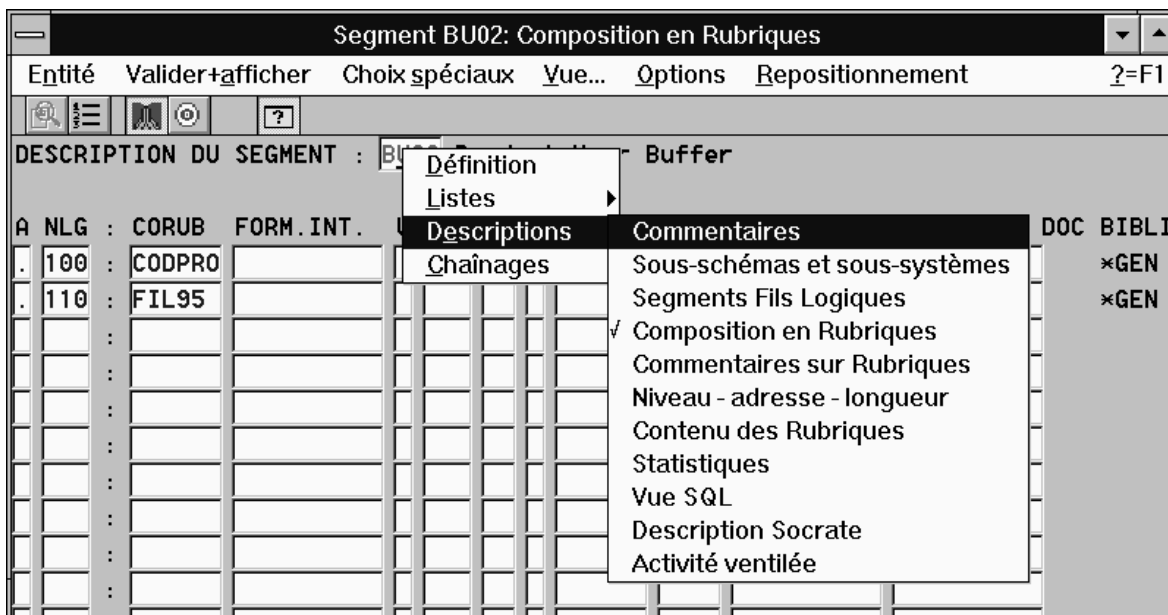 Segment BU02: Composition en Rubriques
Entité Valider+afficher Choix spéciaux Vue... Options Repositionnement ?=F1
DESCRIPTION DU SEGMENT : Buffer
Définition
Listes
A NLG : CORUB FORM.INT. Descriptions Commentaires DOC BIBLI
. 100 : CODPRO Chaînages Sous-schémas et sous-systèmes *GEN
. 110 : FIL95 Segments Fils Logiques *GEN
: √ Composition en Rubriques
: Commentaires sur Rubriques
: Niveau - adresse - longueur
: Contenu des Rubriques
: Statistiques
: Vue SQL
: Description Socrate
: Activité ventilée